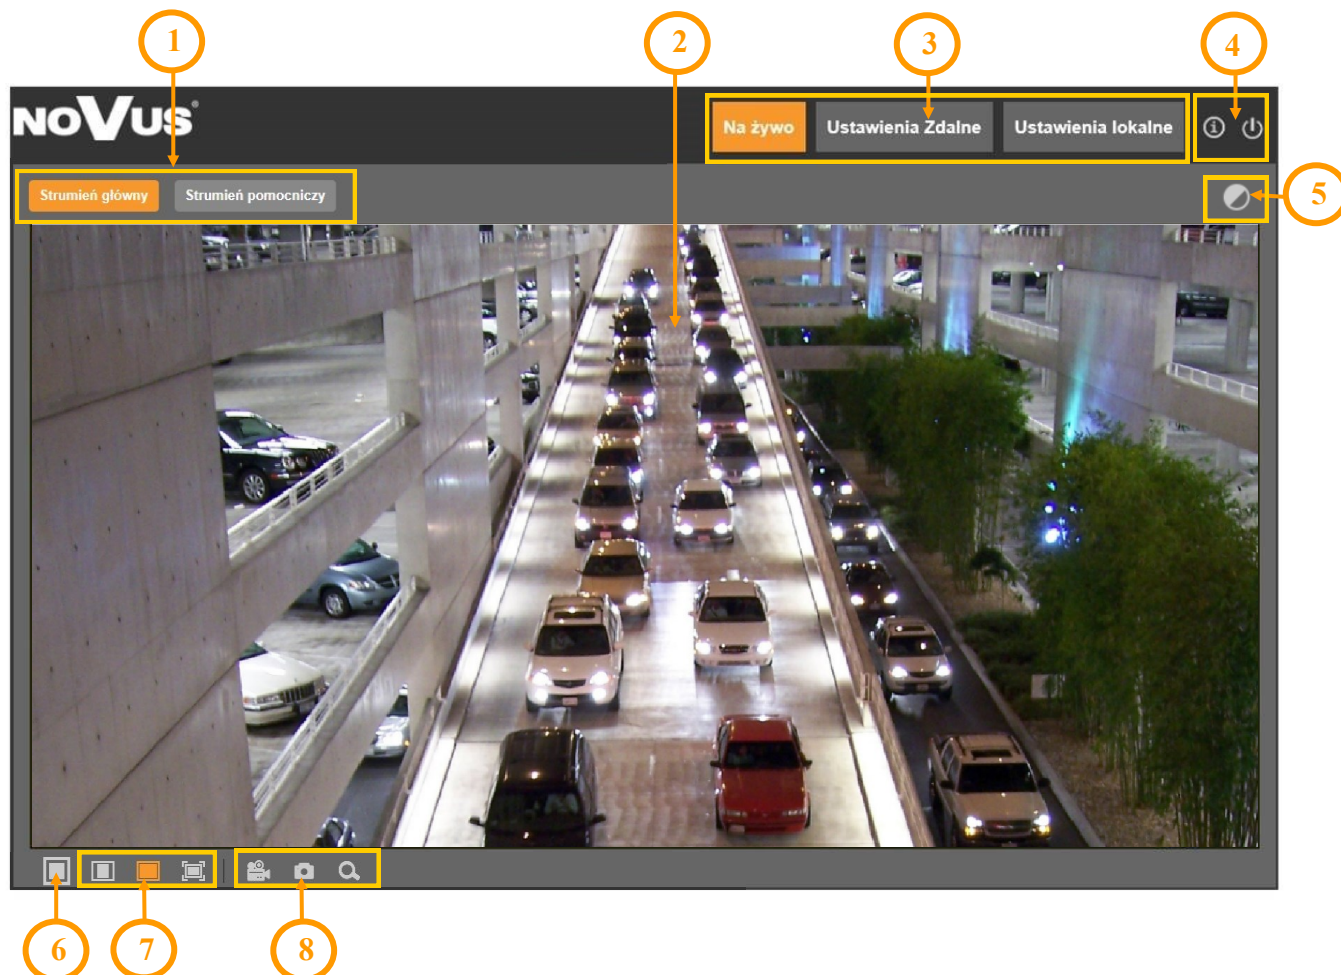 1 2 3 4
NOVUS®
Na żywo Ustawienia Zdalne Ustawienia lokalne
Strumień główny Strumień pomocniczy
5
6 7 8